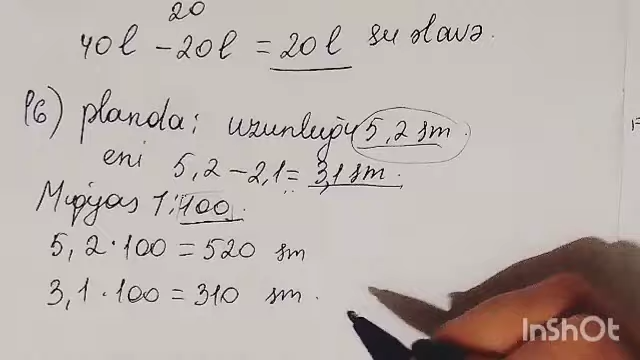 20
40l - 20l = 20l su əlavə.
16) planda: uzunluğu 5,2 sm.
eni 5,2 - 2,1 = 3,1 sm.
Miqyas 1:100.
5,2 · 100 = 520 sm
3,1 · 100 = 310 sm.
InShOt